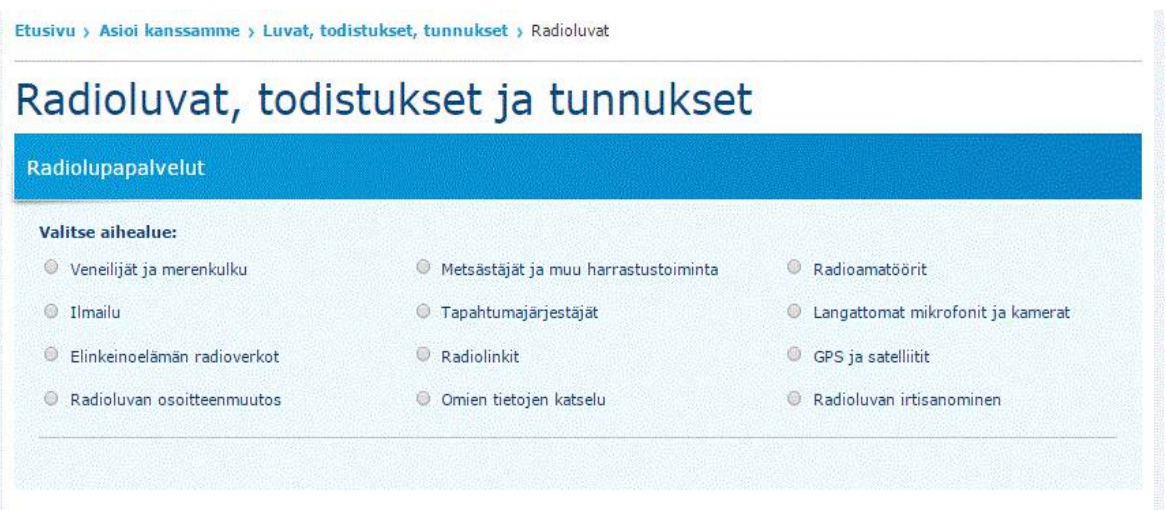 Etusivu › Asioi kanssamme › Luvat, todistukset, tunnukset › Radioluvat
Radioluvat, todistukset ja tunnukset
Radiolupapalvelut
Valitse aihealue:
Veneilijät ja merenkulku Metsästäjät ja muu harrastustoiminta Radioamatöörit
Ilmailu Tapahtumajärjestäjät Langattomat mikrofonit ja kamerat
Elinkeinoelämän radioverkot Radiolinkit GPS ja satelliitit
Radioluvan osoitteenmuutos Omien tietojen katselu Radioluvan irtisanominen